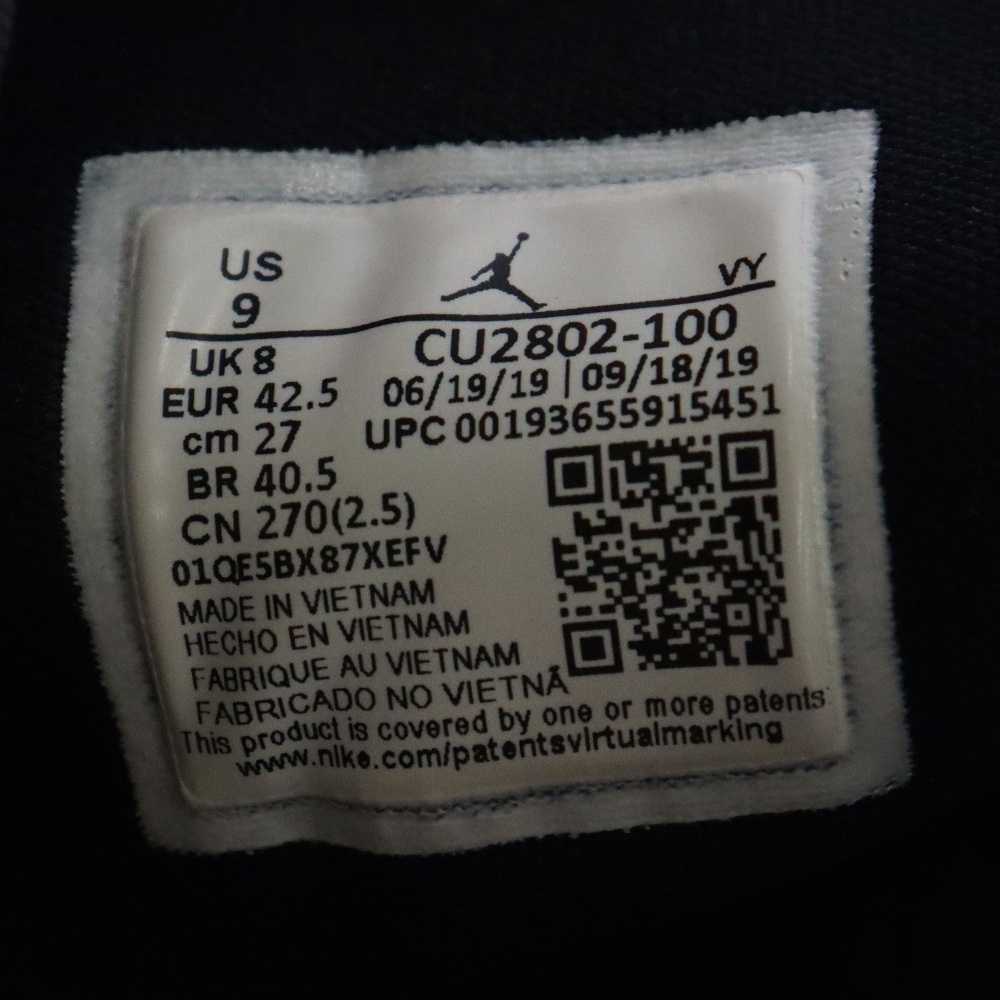 US
9
VY
UK 8
CU2802-100
EUR 42.5
06/19/19 | 09/18/19
cm 27
UPC 00193655915451
BR 40.5
CN 270(2.5)
01QE5BX87XEFV
MADE IN VIETNAM
HECHO EN VIETNAM
FABRIQUE AU VIETNAM
FABRICADO NO VIETNÃ
This product is covered by one or more patents:
www.nike.com/patentsvirtualmarking